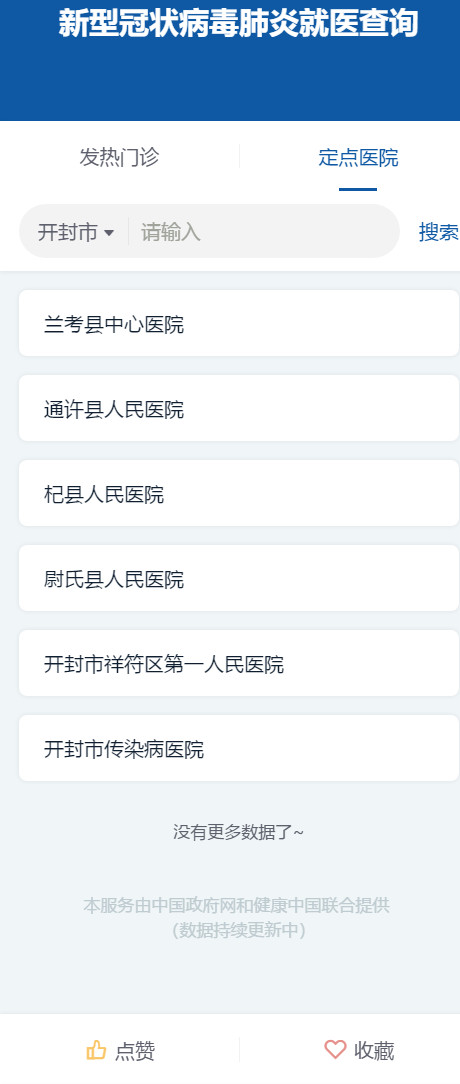 新型冠状病毒肺炎就医查询
发热门诊
定点医院
开封市
请输入
搜索
兰考县中心医院
通许县人民医院
杞县人民医院
尉氏县人民医院
开封市祥符区第一人民医院
开封市传染病医院
没有更多数据了~
本服务由中国政府网和健康中国联合提供
（数据持续更新中）
点赞
收藏